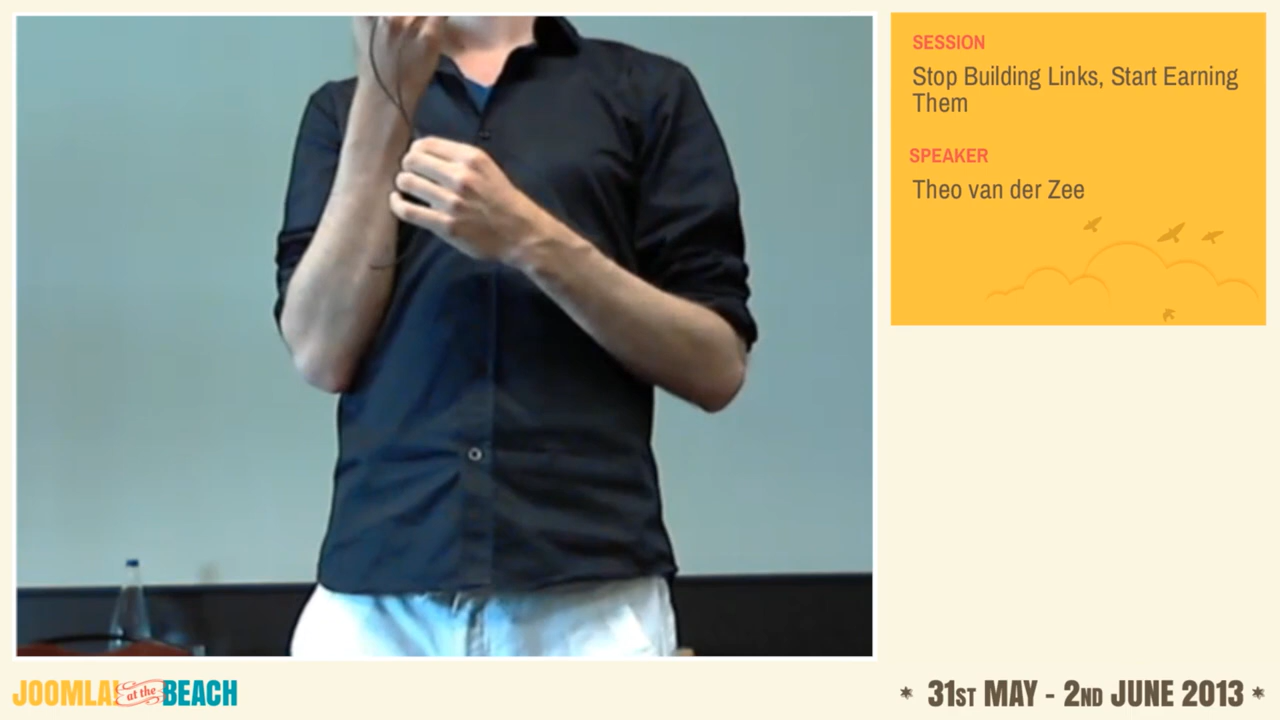 SESSION
Stop Building Links, Start Earning
Them
SPEAKER
Theo van der Zee
JOOMLA! at the BEACH
* 31ST MAY - 2ND JUNE 2013 *